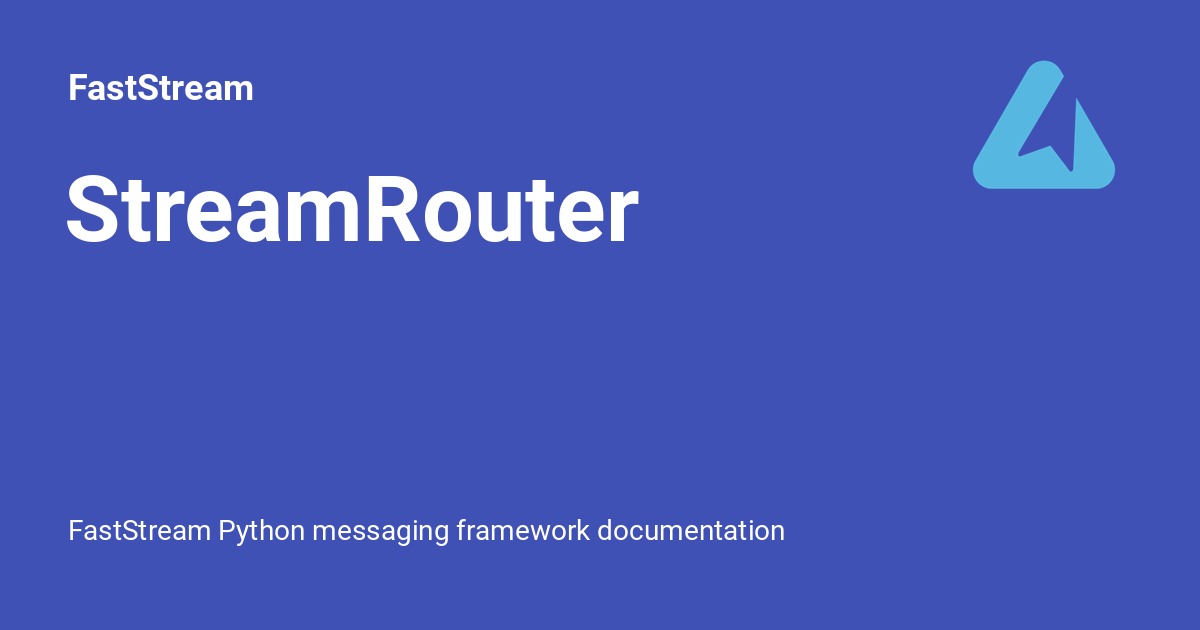 FastStream
StreamRouter
FastStream Python messaging framework documentation